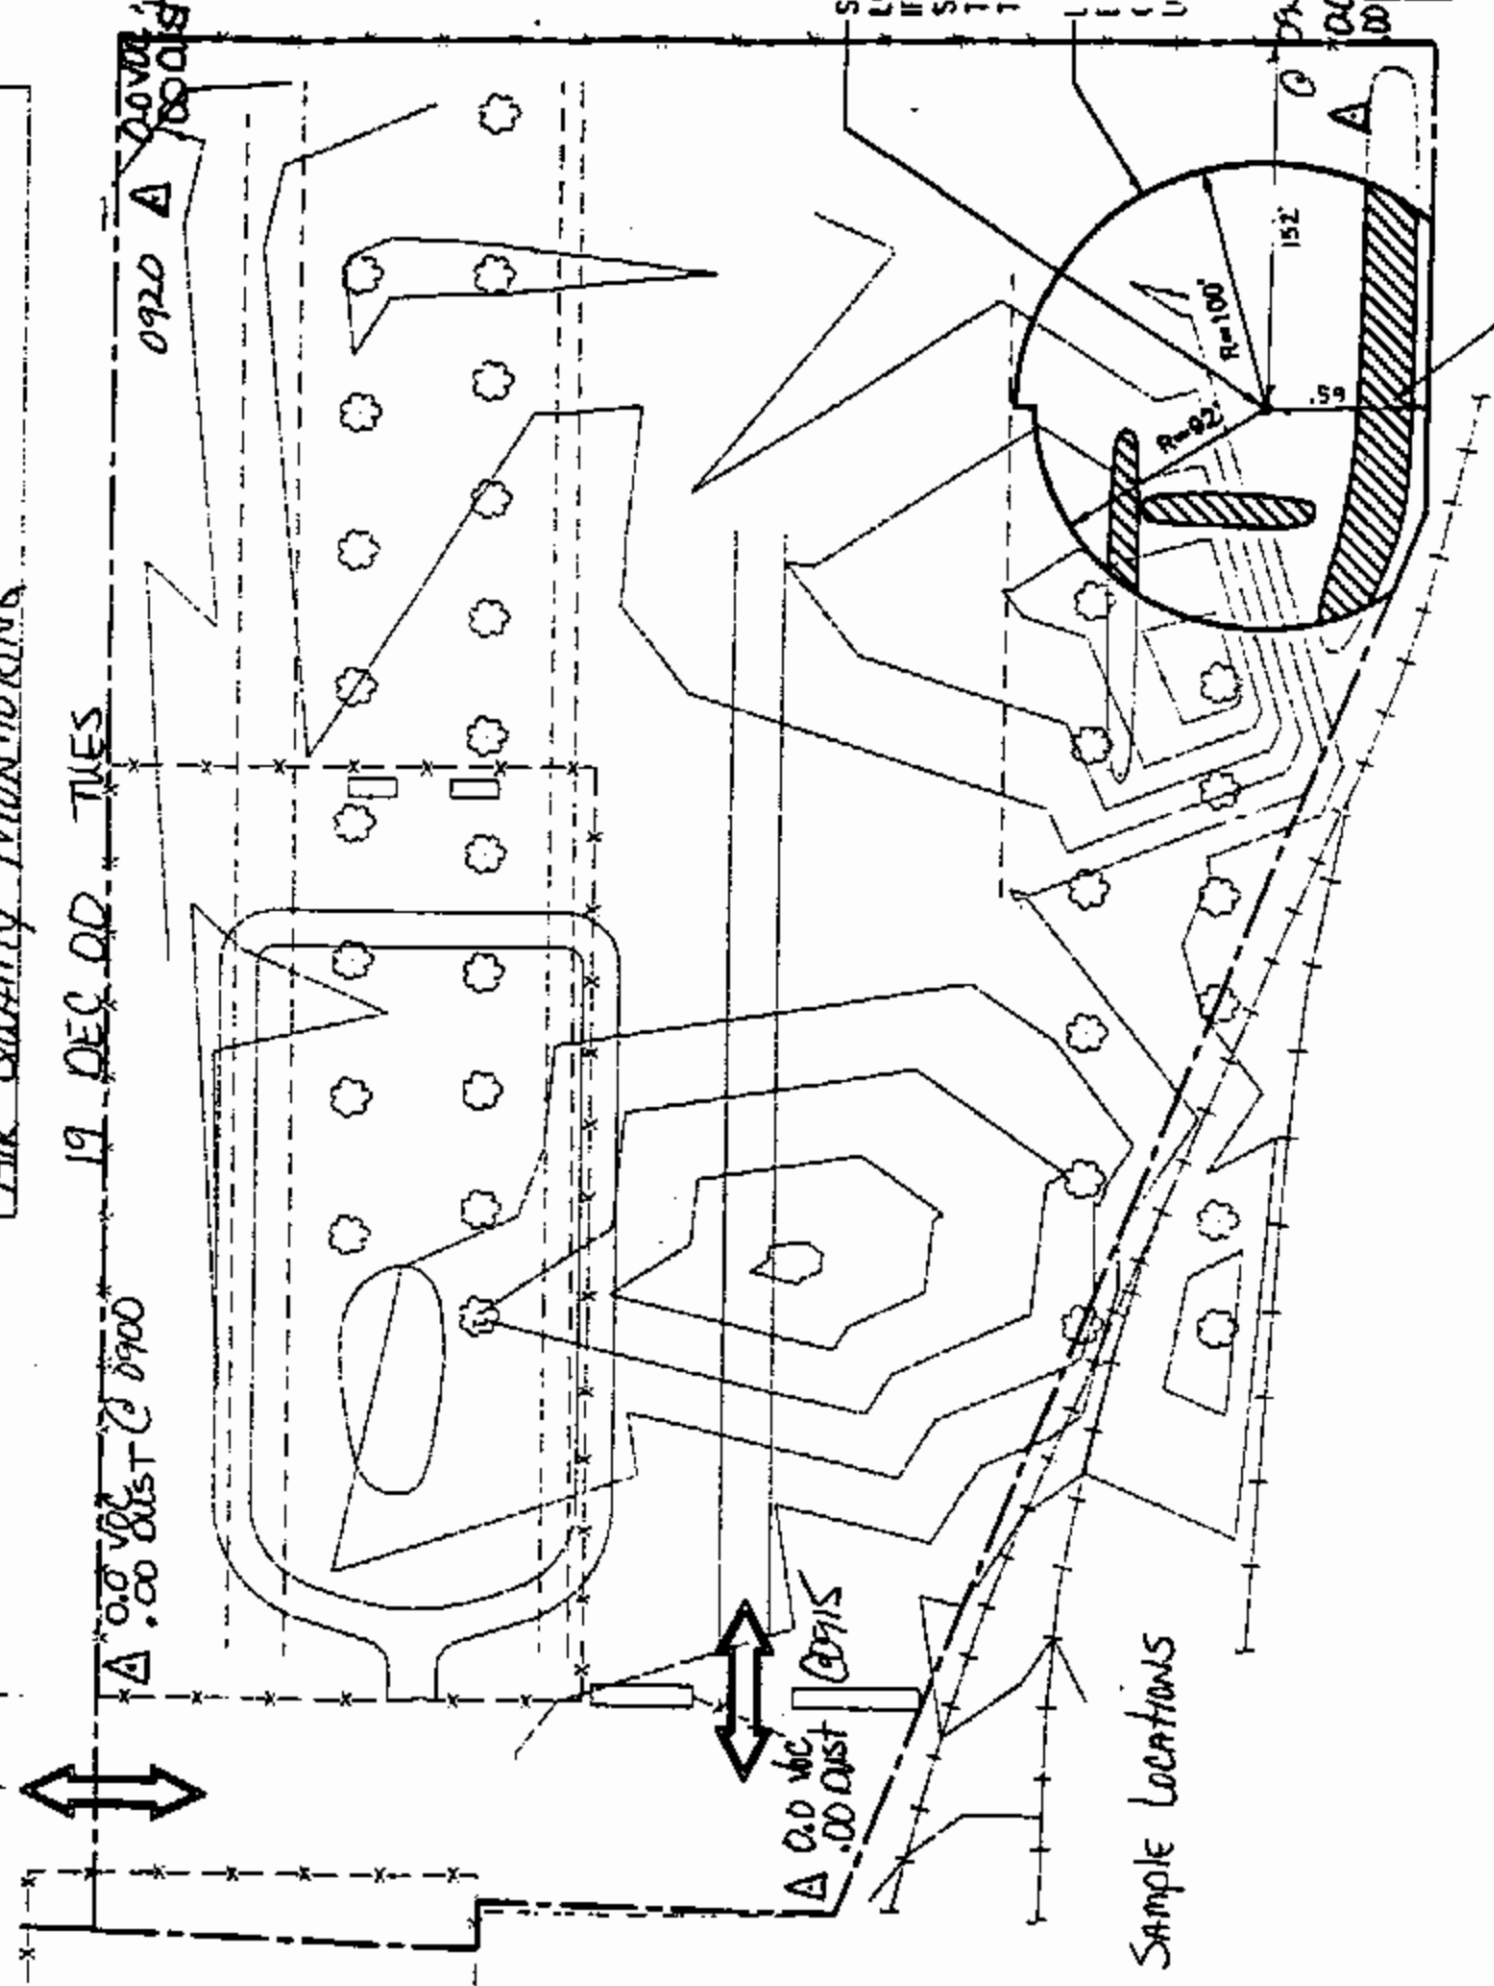 AIR QUALITY MONITORING
19 DEC 00 TUES
0.0 VOC
.00 DUST @ 0900
0.0 VOC
.00 DUST
0920
0.0 VOC
.00 DUST @0915
R=100'
R=92'
152'
59'
SAMPLE LOCATIONS